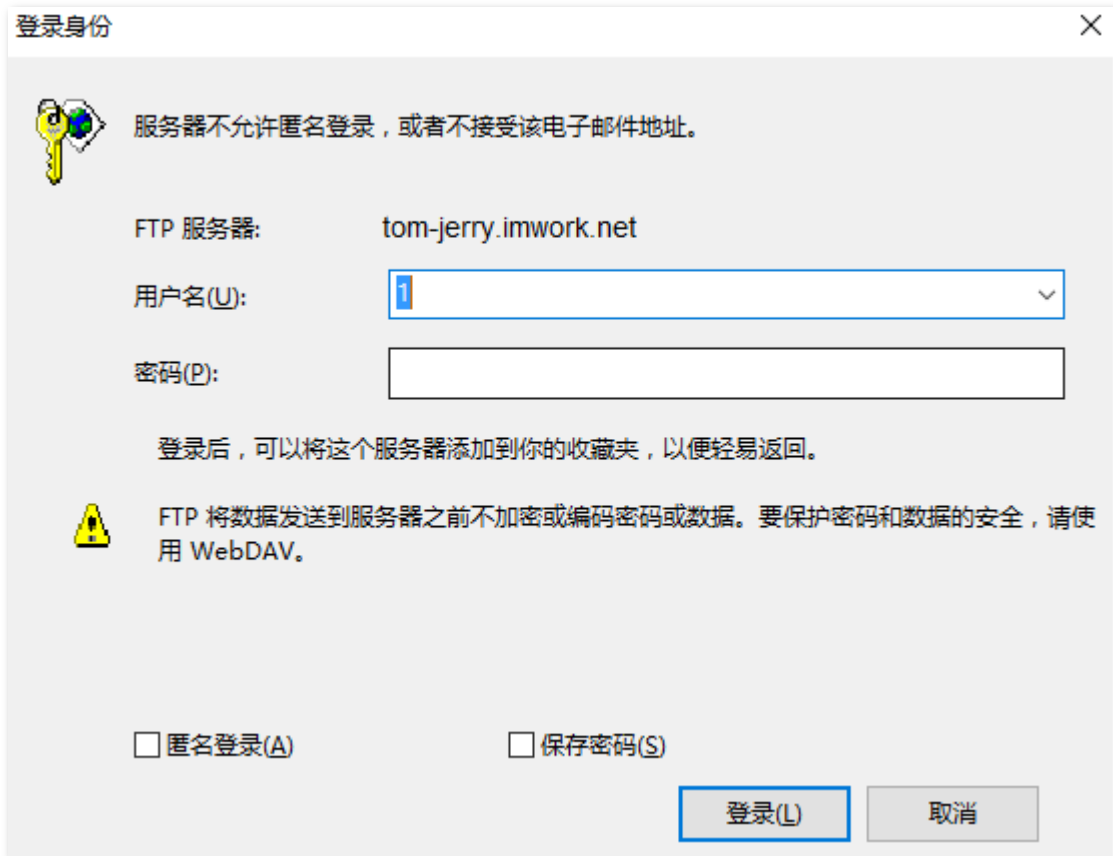 登录身份
服务器不允许匿名登录，或者不接受该电子邮件地址。
FTP 服务器: tom-jerry.imwork.net
用户名(U): 1
密码(P):
登录后，可以将这个服务器添加到你的收藏夹，以便轻易返回。
FTP 将数据发送到服务器之前不加密或编码密码或数据。要保护密码和数据的安全，请使
用 WebDAV。
匿名登录(A) 保存密码(S)
登录(L) 取消